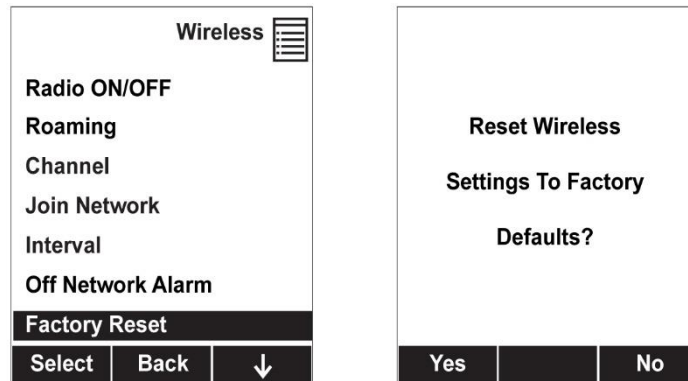 Wireless
Radio ON/OFF
Roaming
Channel
Join Network
Interval
Off Network Alarm
Factory Reset
Select Back ↓
Reset Wireless
Settings To Factory
Defaults?
Yes No